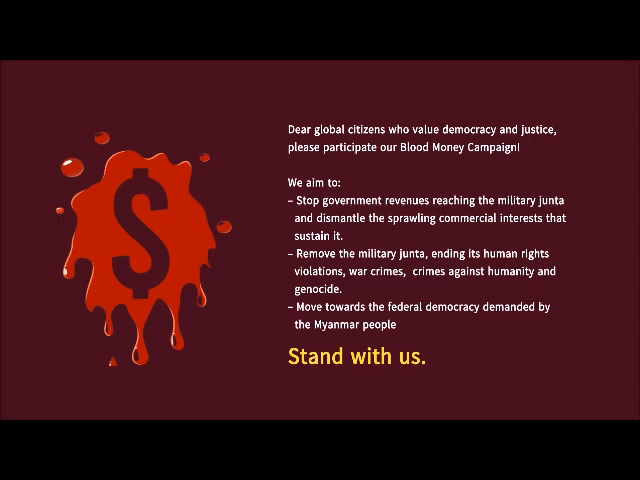 $
Dear global citizens who value democracy and justice,
please participate our Blood Money Campaign!
We aim to:
– Stop government revenues reaching the military junta
and dismantle the sprawling commercial interests that
sustain it.
– Remove the military junta, ending its human rights
violations, war crimes, crimes against humanity and
genocide.
– Move towards the federal democracy demanded by
the Myanmar people
Stand with us.